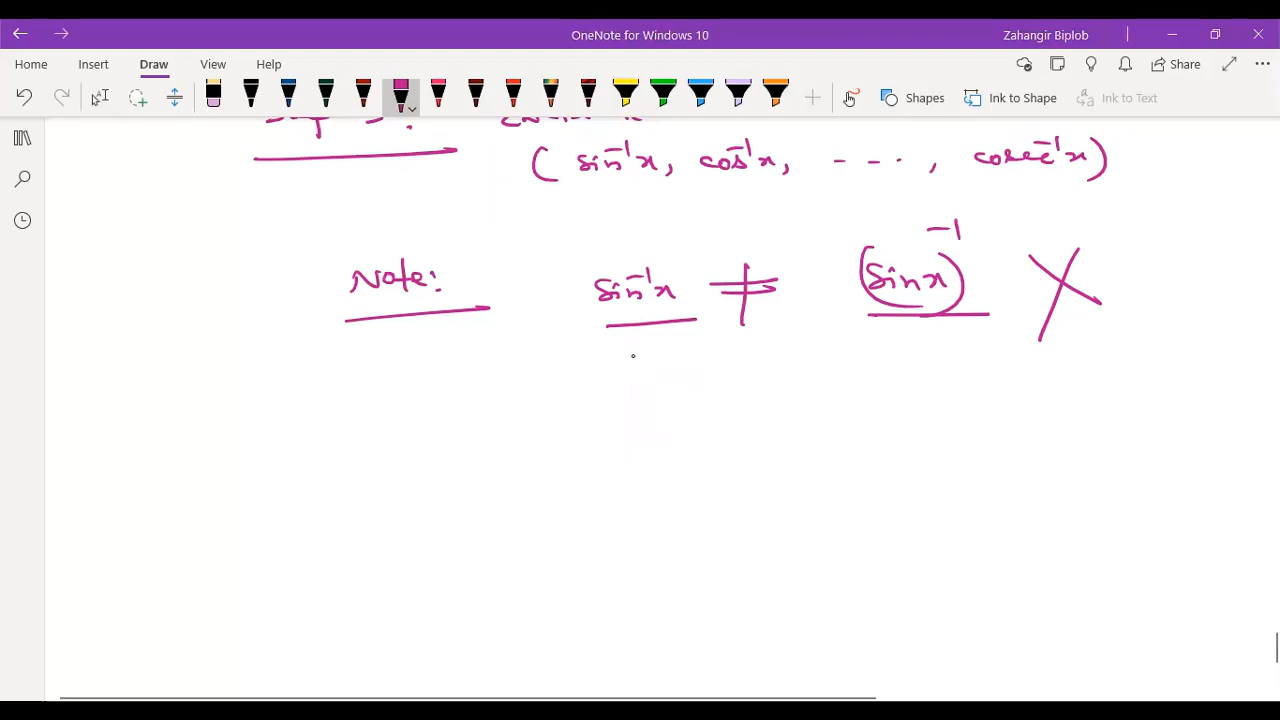 OneNote for Windows 10
Zahangir Biplob
Home Insert Draw View Help
Share
Shapes Ink to Shape Ink to Text
(sin⁻¹x, cos⁻¹x, - - - ·, cosec⁻¹x)
Note: sin⁻¹x ≠ (sinx)⁻¹ X